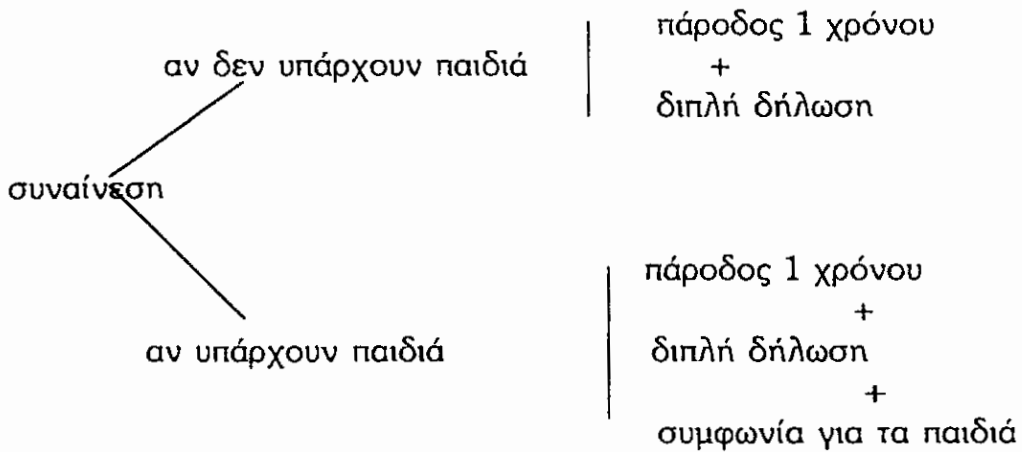 πάροδος 1 χρόνου
αν δεν υπάρχουν παιδιά
+
διπλή δήλωση
συναίνεση
πάροδος 1 χρόνου
+
αν υπάρχουν παιδιά
διπλή δήλωση
+
συμφωνία για τα παιδιά